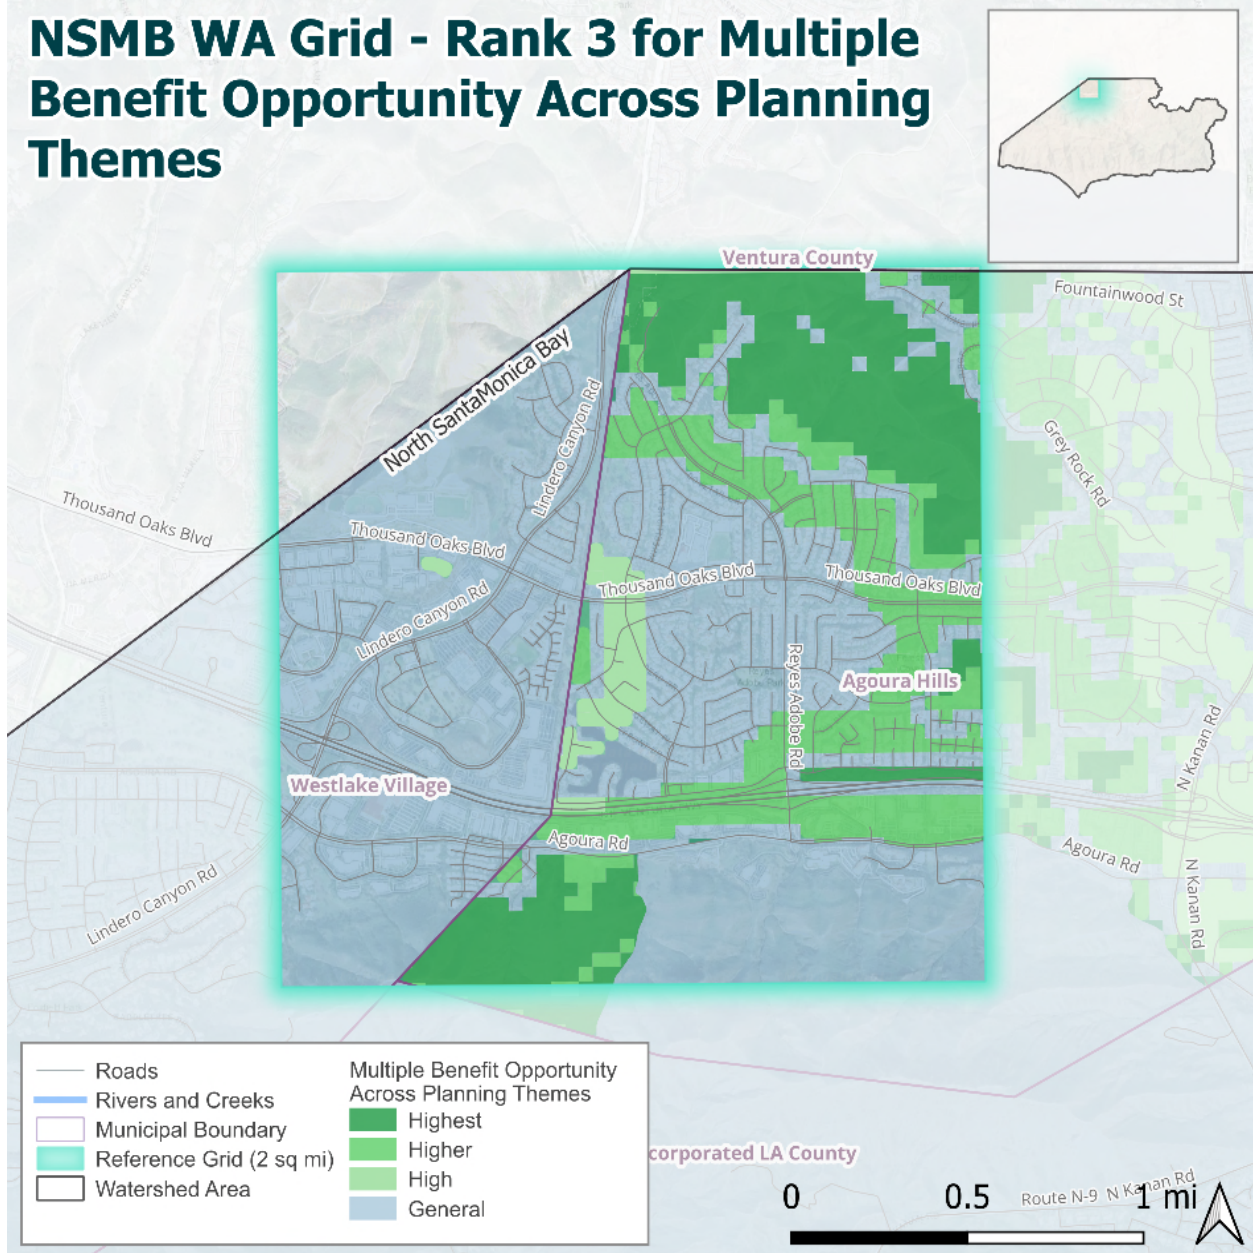 NSMB WA Grid - Rank 3 for Multiple
Benefit Opportunity Across Planning
Themes
Ventura County
Fountainwood St
North SantaMonica Bay
Lindero Canyon Rd
Grey Rock Rd
Thousand Oaks Blvd
Thousand Oaks Blvd
Thousand Oaks Blvd
Thousand Oaks Blvd
Lindero Canyon Rd
Reyes Adobe Rd
Agoura Hills
N Kanan Rd
Westlake Village
Agoura Rd
Agoura Rd
Lindero Canyon Rd
N Kanan Rd
Roads
Rivers and Creeks
Municipal Boundary
Reference Grid (2 sq mi)
Watershed Area
Multiple Benefit Opportunity
Across Planning Themes
Highest
Higher
High
General
corporated LA County
Route N-9 N Kanan Rd
0 0.5 1 mi